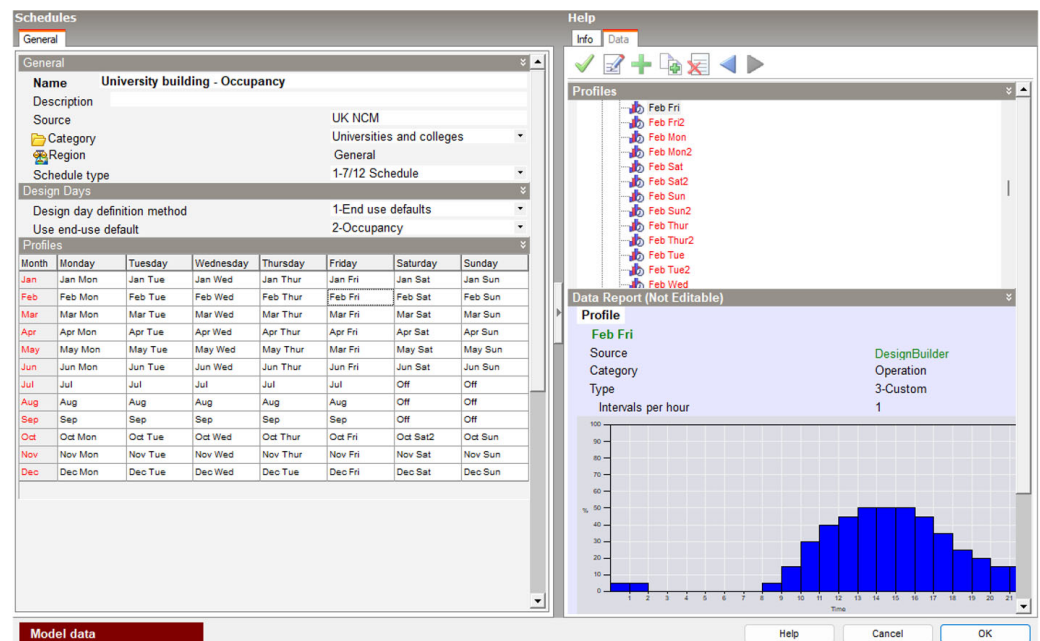 Schedules
General
General
Name University building - Occupancy
Description
Source UK NCM
Category Universities and colleges
Region General
Schedule type 1-7/12 Schedule
Design Days
Design day definition method 1-End use defaults
Use end-use default 2-Occupancy
Profiles
Month Monday Tuesday Wednesday Thursday Friday Saturday Sunday
Jan Jan Mon Jan Tue Jan Wed Jan Thur Jan Fri Jan Sat Jan Sun
Feb Feb Mon Feb Tue Feb Wed Feb Thur Feb Fri Feb Sat Feb Sun
Mar Mar Mon Mar Tue Mar Wed Mar Thur Mar Fri Mar Sat Mar Sun
Apr Apr Mon Apr Tue Apr Wed Apr Thur Apr Fri Apr Sat Apr Sun
May May Mon May Tue May Wed May Thur Mar Fri May Sat May Sun
Jun Jun Mon Jun Tue Jun Wed Jun Thur Jun Fri Jun Sat Jun Sun
Jul Jul Jul Jul Jul Jul Off Off
Aug Aug Aug Aug Aug Aug Off Off
Sep Sep Sep Sep Sep Sep Off Off
Oct Oct Mon Oct Tue Oct Wed Oct Thur Oct Fri Oct Sat2 Oct Sun
Nov Nov Mon Nov Tue Nov Wed Nov Thur Nov Fri Nov Sat Nov Sun
Dec Dec Mon Dec Tue Dec Wed Dec Tue Dec Fri Dec Sat Dec Sun
Model data
Help
Info Data
Profiles
Feb Fri
Feb Fri2
Feb Mon
Feb Mon2
Feb Sat
Feb Sat2
Feb Sun
Feb Sun2
Feb Thur
Feb Thur2
Feb Tue
Feb Tue2
Feb Wed
Data Report (Not Editable)
Profile
Feb Fri
Source DesignBuilder
Category Operation
Type 3-Custom
Intervals per hour 1
100
90
80
70
60
50
40
30
20
10
0
%
1 2 3 4 5 6 7 8 9 10 11 12 13 14 15 16 17 18 19 20 21
Time
Help Cancel OK